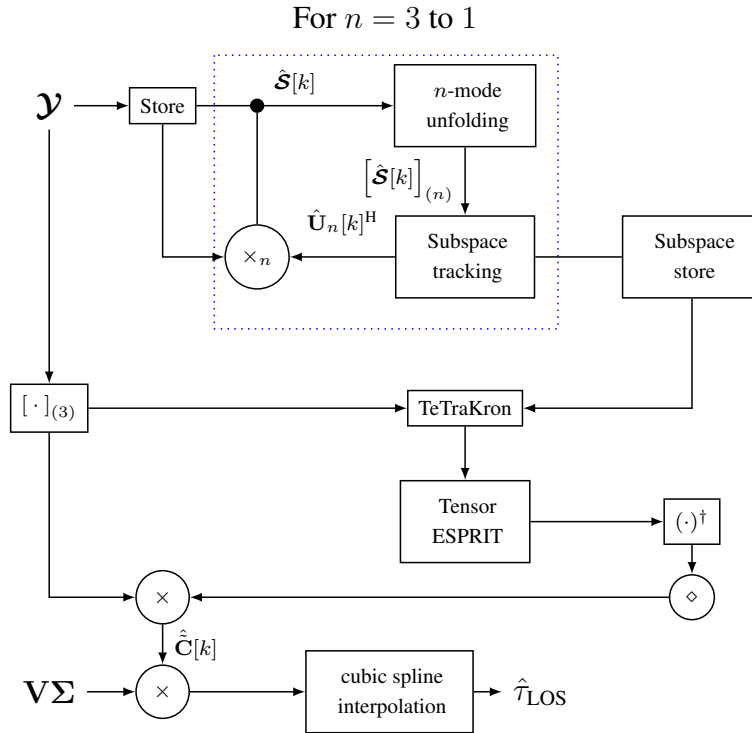 For n = 3 to 1
𝓨
Store
𝓢̂[k]
n-mode
unfolding
[𝓢̂[k]]₍ₙ₎
Û_n[k]ᴴ
×ₙ
Subspace
tracking
Subspace
store
[ · ]₍₃₎
TeTraKron
Tensor
ESPRIT
(·)†
×
⋄
C̃̂[k]
VΣ
×
cubic spline
interpolation
τ̂_LOS